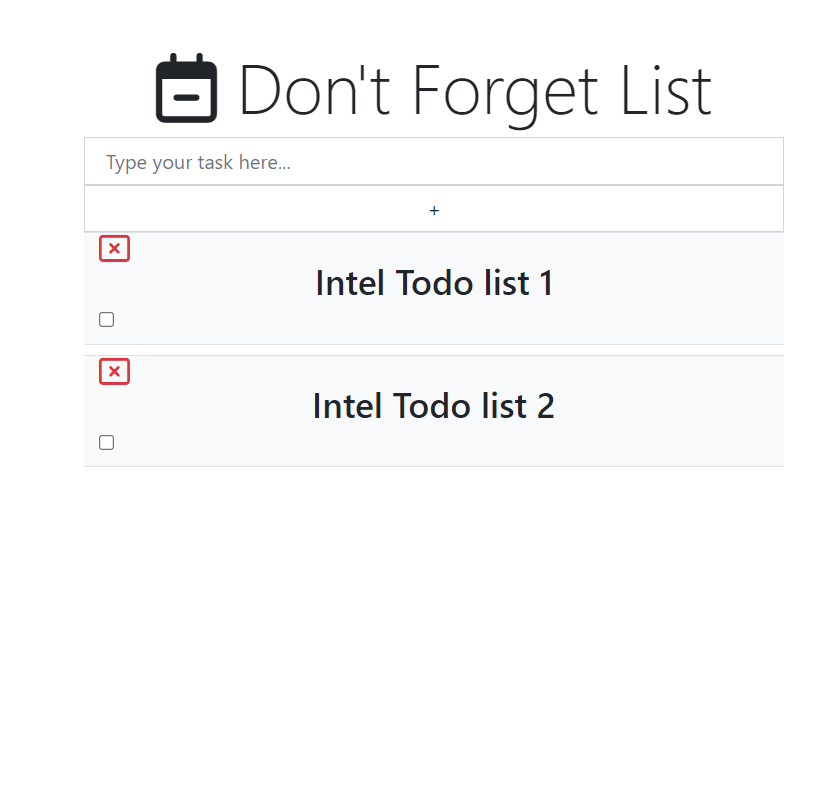 Don't Forget List
Type your task here...
+
Intel Todo list 1
Intel Todo list 2